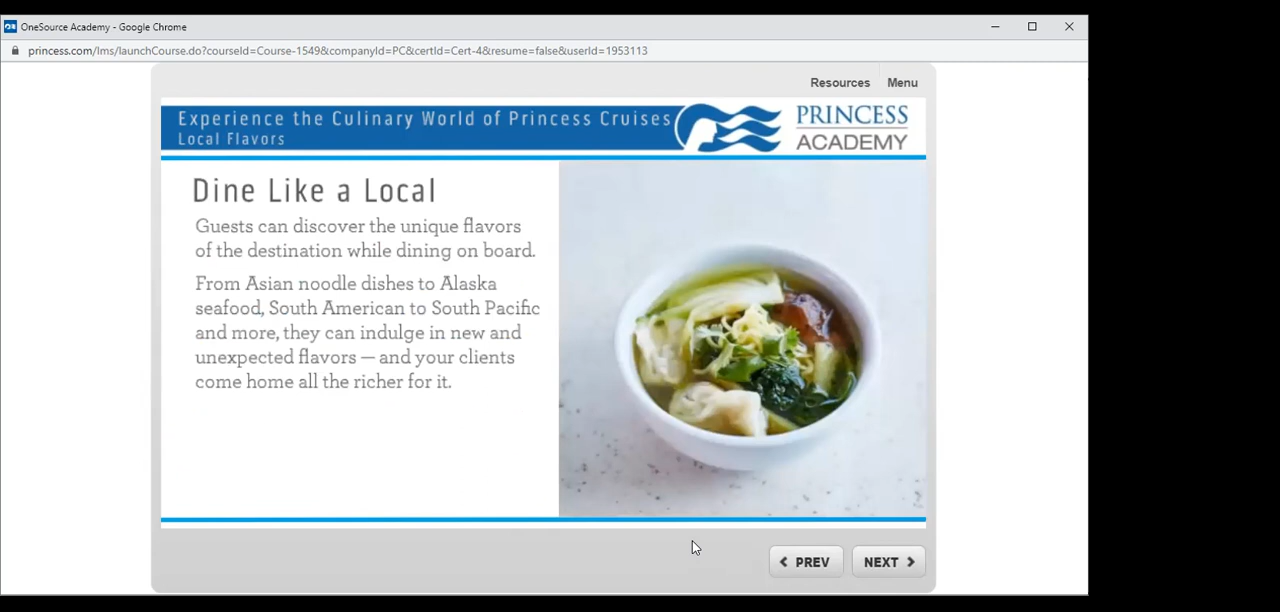 OneSource Academy - Google Chrome
princess.com/lms/launchCourse.do?courseId=Course-1549&companyId=PC&certId=Cert-4&resume=false&userId=1953113
Resources Menu
Experience the Culinary World of Princess Cruises
Local Flavors
PRINCESS
ACADEMY
Dine Like a Local
Guests can discover the unique flavors
of the destination while dining on board.
From Asian noodle dishes to Alaska
seafood, South American to South Pacific
and more, they can indulge in new and
unexpected flavors — and your clients
come home all the richer for it.
PREV NEXT